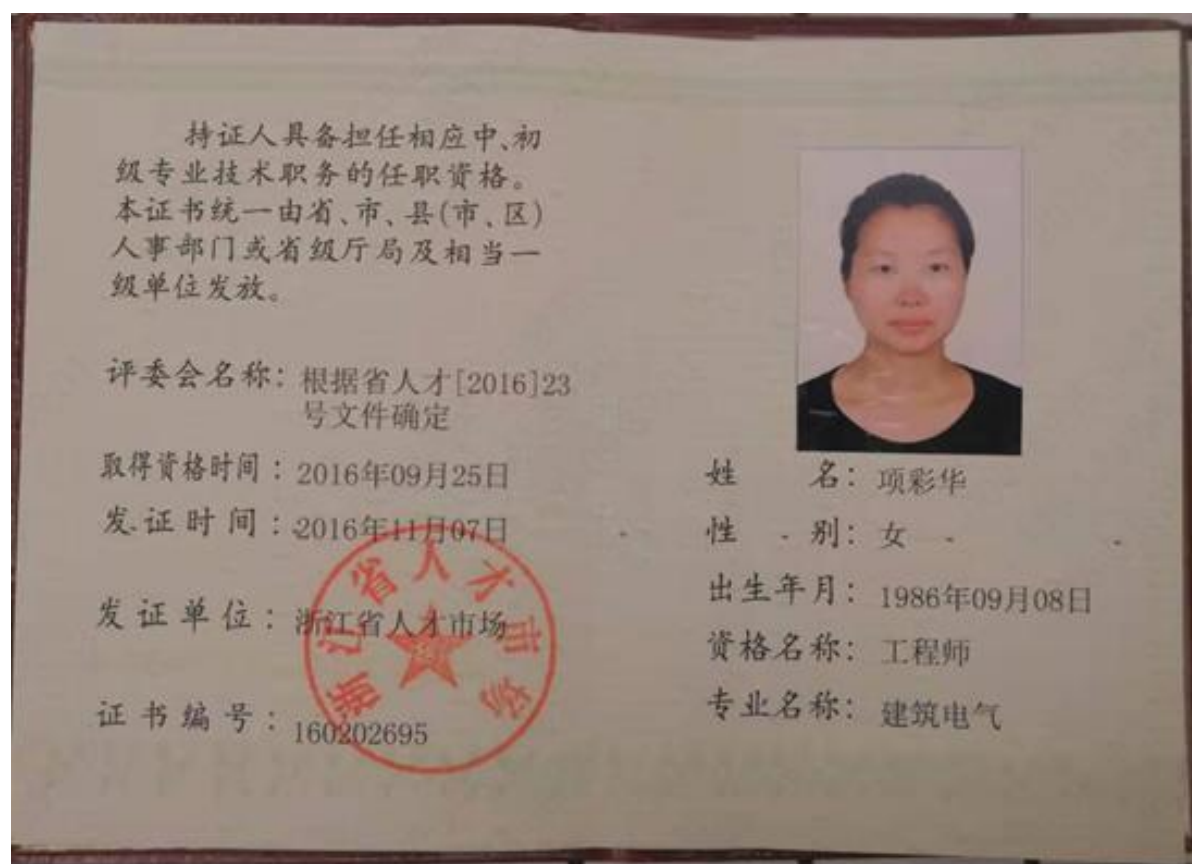 持证人具备担任相应中、初
级专业技术职务的任职资格。
本证书统一由省、市、县(市、区)
人事部门或省级厅局及相当一
级单位发放。
评委会名称：根据省人才[2016]23
号文件确定
取得资格时间：2016年09月25日
发证时间：2016年11月07日
发证单位：浙江省人才市场
证书编号：160202695
浙江省人才市场
姓名：项彩华
性别：女
出生年月：1986年09月08日
资格名称：工程师
专业名称：建筑电气